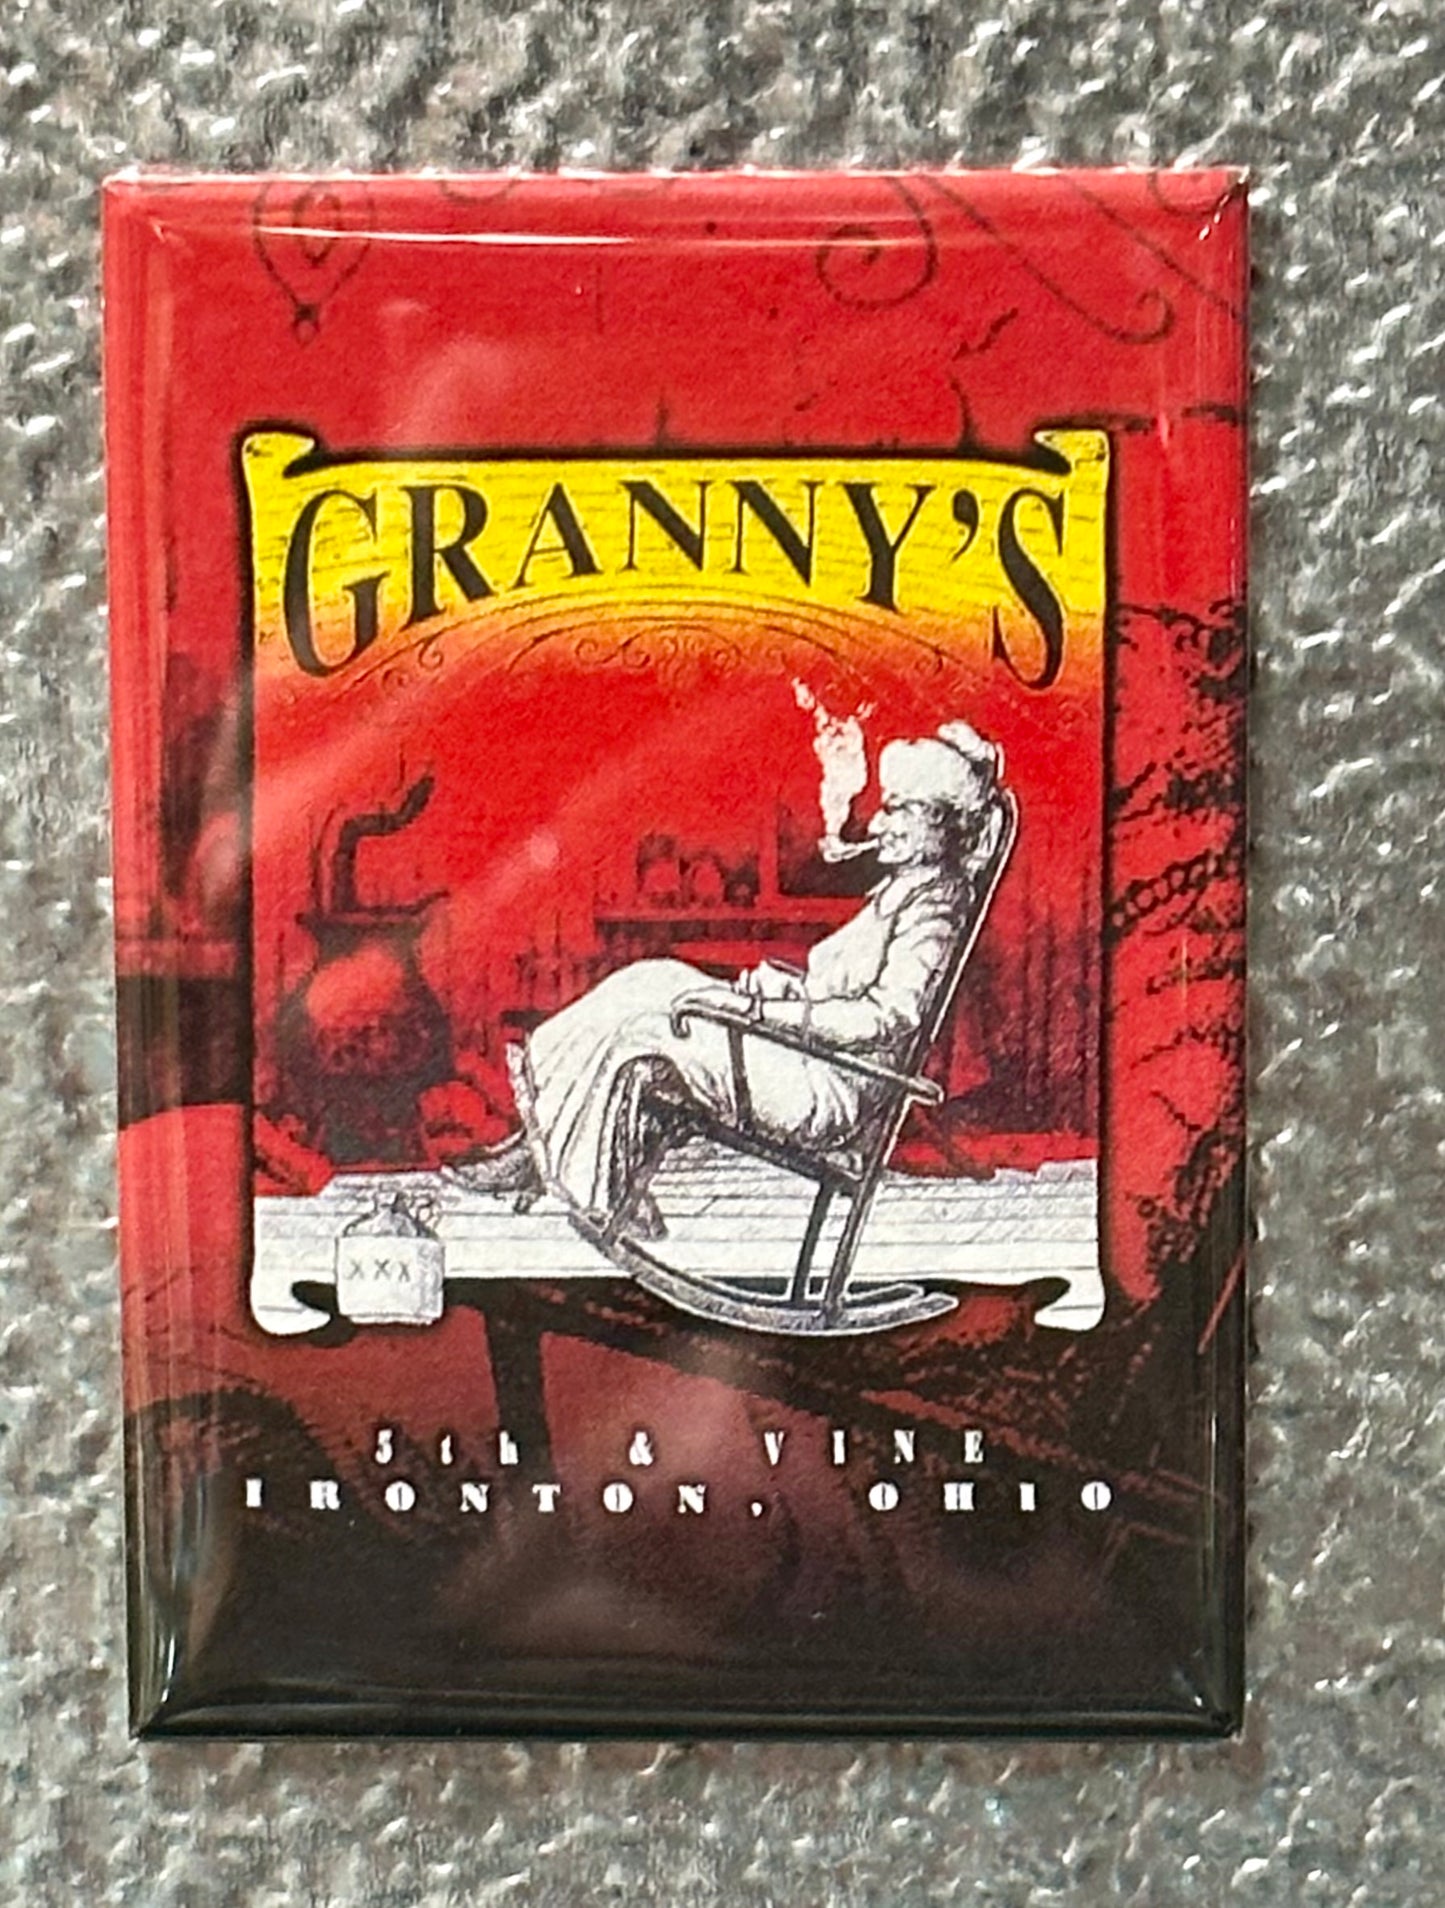 GRANNY'S
XXX
5th & VINE
IRONTON, OHIO